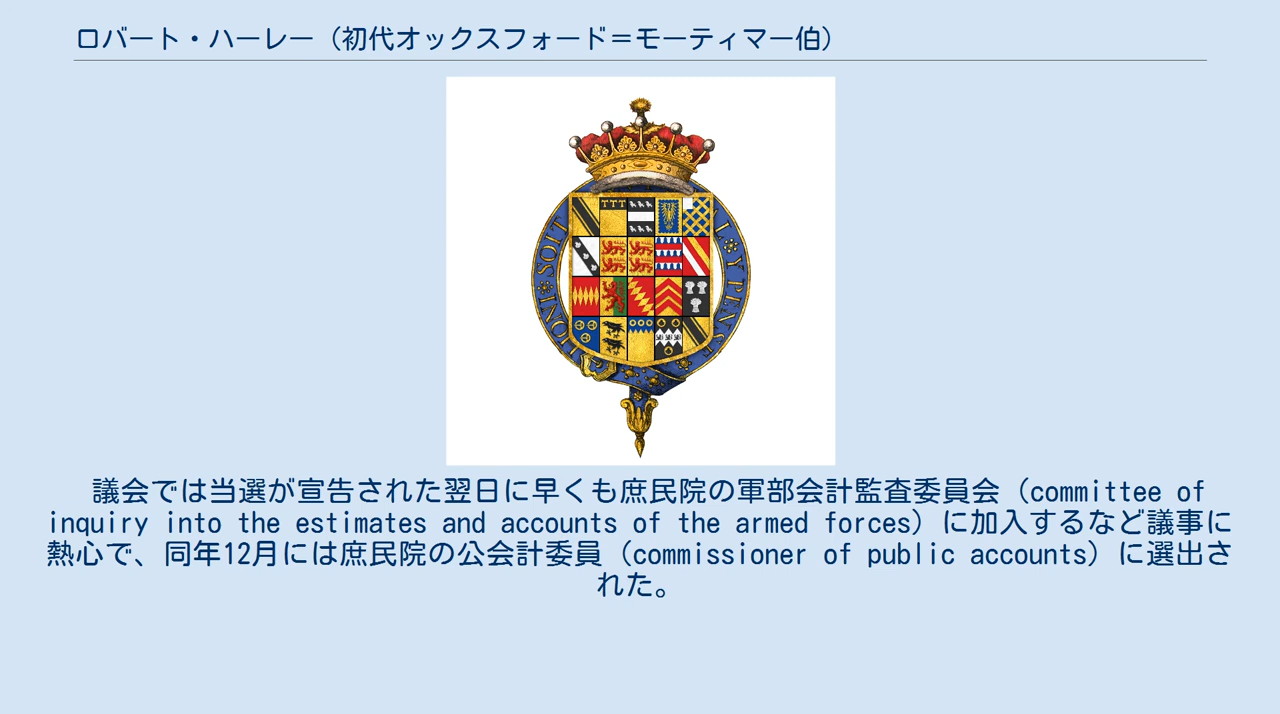 ロバート・ハーレー（初代オックスフォード＝モーティマー伯）
TTT
SOIT
Y PENSE
議会では当選が宣告された翌日に早くも庶民院の軍部会計監査委員会（committee of
inquiry into the estimates and accounts of the armed forces）に加入するなど議事に
熱心で、同年12月には庶民院の公会計委員（commissioner of public accounts）に選出さ
れた。